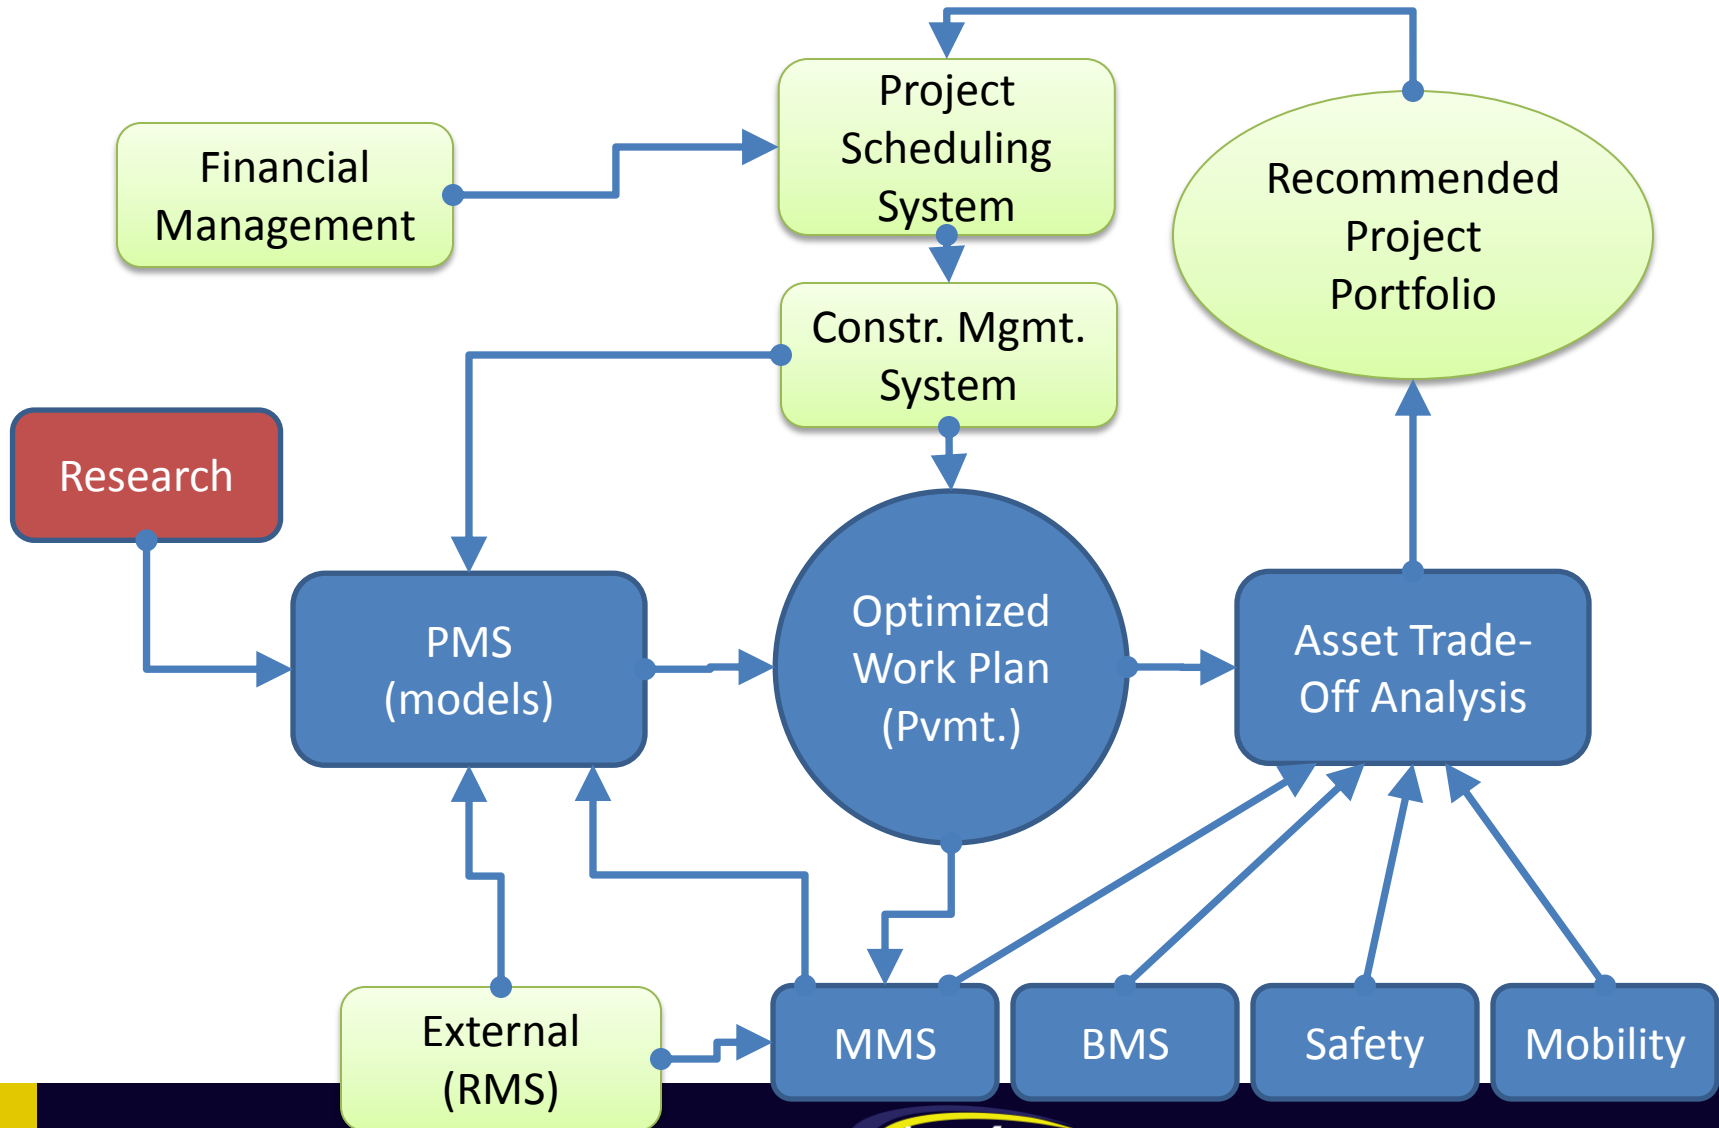 Project
Scheduling
System
Financial
Management
Recommended
Project
Portfolio
Constr. Mgmt.
System
Research
PMS
(models)
Optimized
Work Plan
(Pvmt.)
Asset Trade-
Off Analysis
External
(RMS)
MMS
BMS
Safety
Mobility